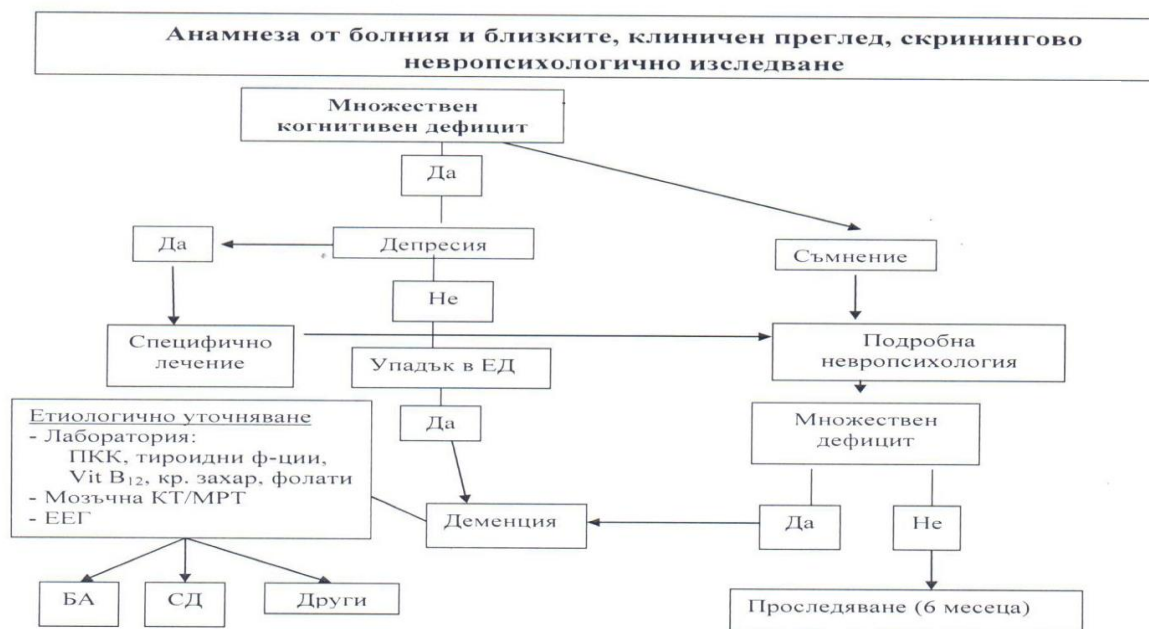 Анамнеза от болния и близките, клиничен преглед, скринингово
невропсихологично изследване
Множествен
когнитивен дефицит
Да
Да
Депресия
Съмнение
Не
Специфично
лечение
Подробна
невропсихология
Упадък в ЕД
Да
Множествен
дефицит
Етиологично уточняване
- Лаборатория:
ПКК, тироидни ф-ции,
Vit B₁₂, кр. захар, фолати
- Мозъчна КТ/МРТ
- ЕЕГ
Деменция
Да
Не
БА
СД
Други
Проследяване (6 месеца)